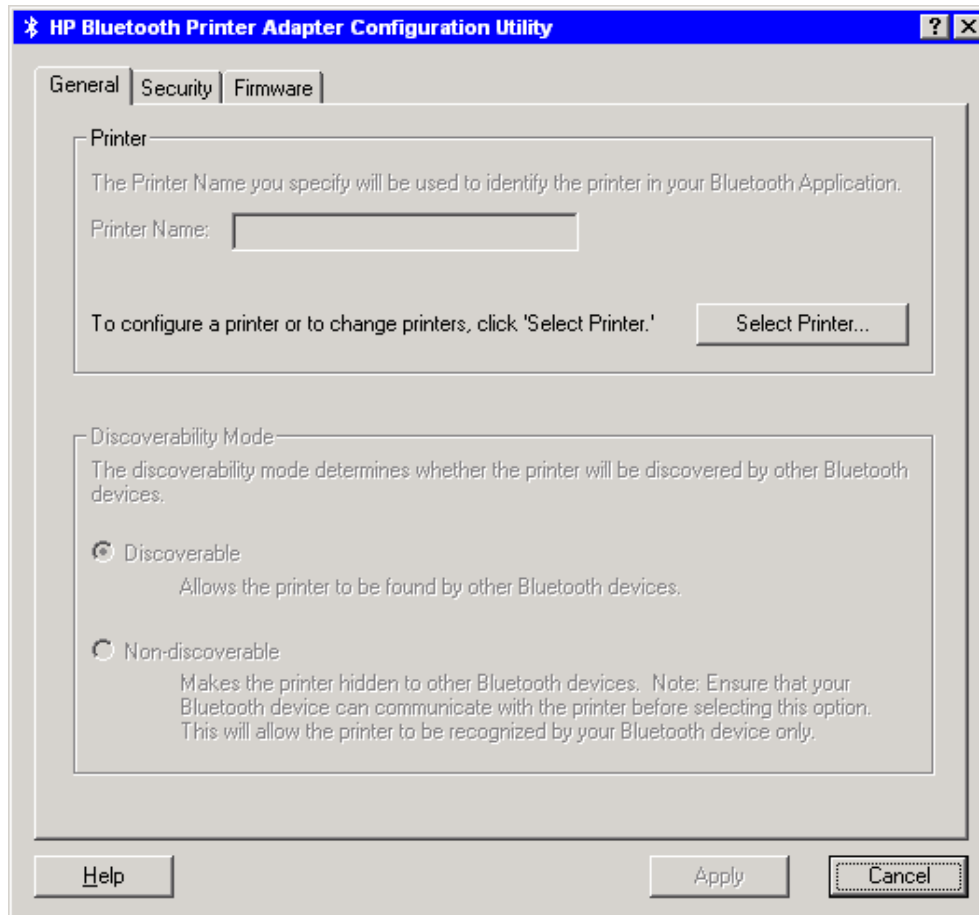 HP Bluetooth Printer Adapter Configuration Utility
General Security Firmware
Printer
The Printer Name you specify will be used to identify the printer in your Bluetooth Application.
Printer Name:
To configure a printer or to change printers, click 'Select Printer.' Select Printer...
Discoverability Mode
The discoverability mode determines whether the printer will be discovered by other Bluetooth
devices.
Discoverable
Allows the printer to be found by other Bluetooth devices.
Non-discoverable
Makes the printer hidden to other Bluetooth devices. Note: Ensure that your
Bluetooth device can communicate with the printer before selecting this option.
This will allow the printer to be recognized by your Bluetooth device only.
Help Apply Cancel